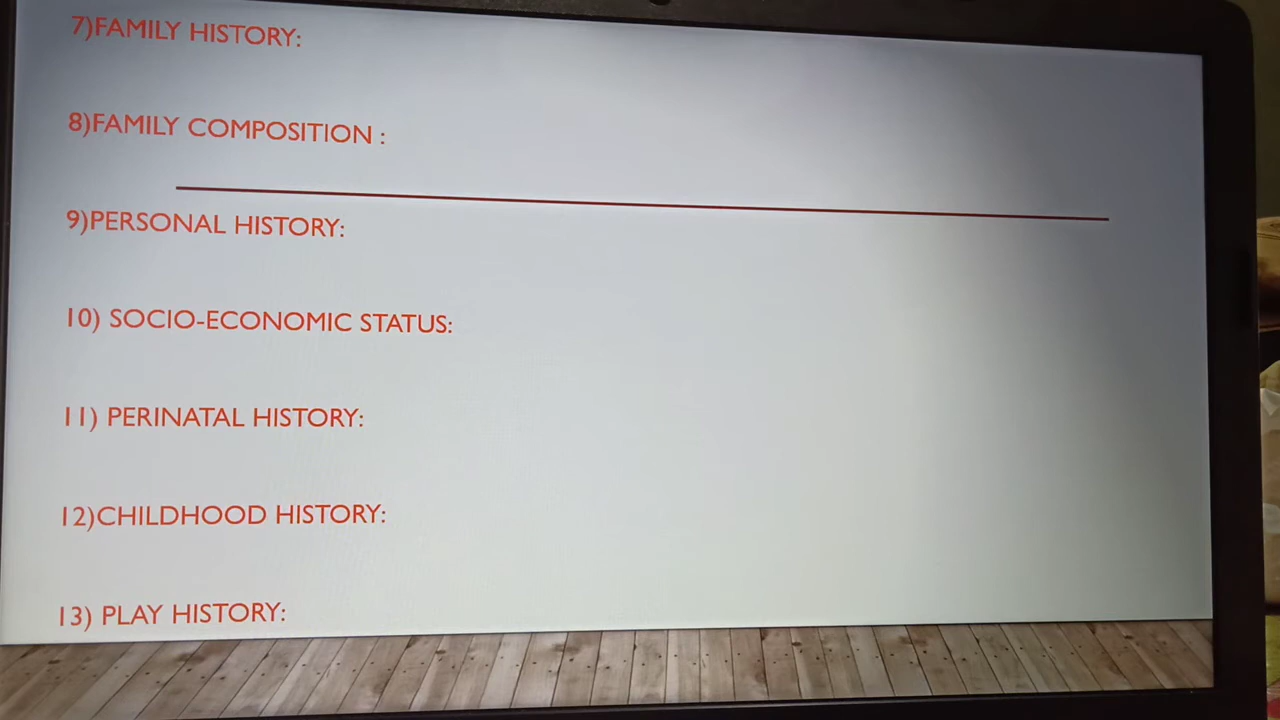 7)FAMILY HISTORY:
8)FAMILY COMPOSITION :
9)PERSONAL HISTORY:
10) SOCIO-ECONOMIC STATUS:
11) PERINATAL HISTORY:
12)CHILDHOOD HISTORY:
13) PLAY HISTORY: